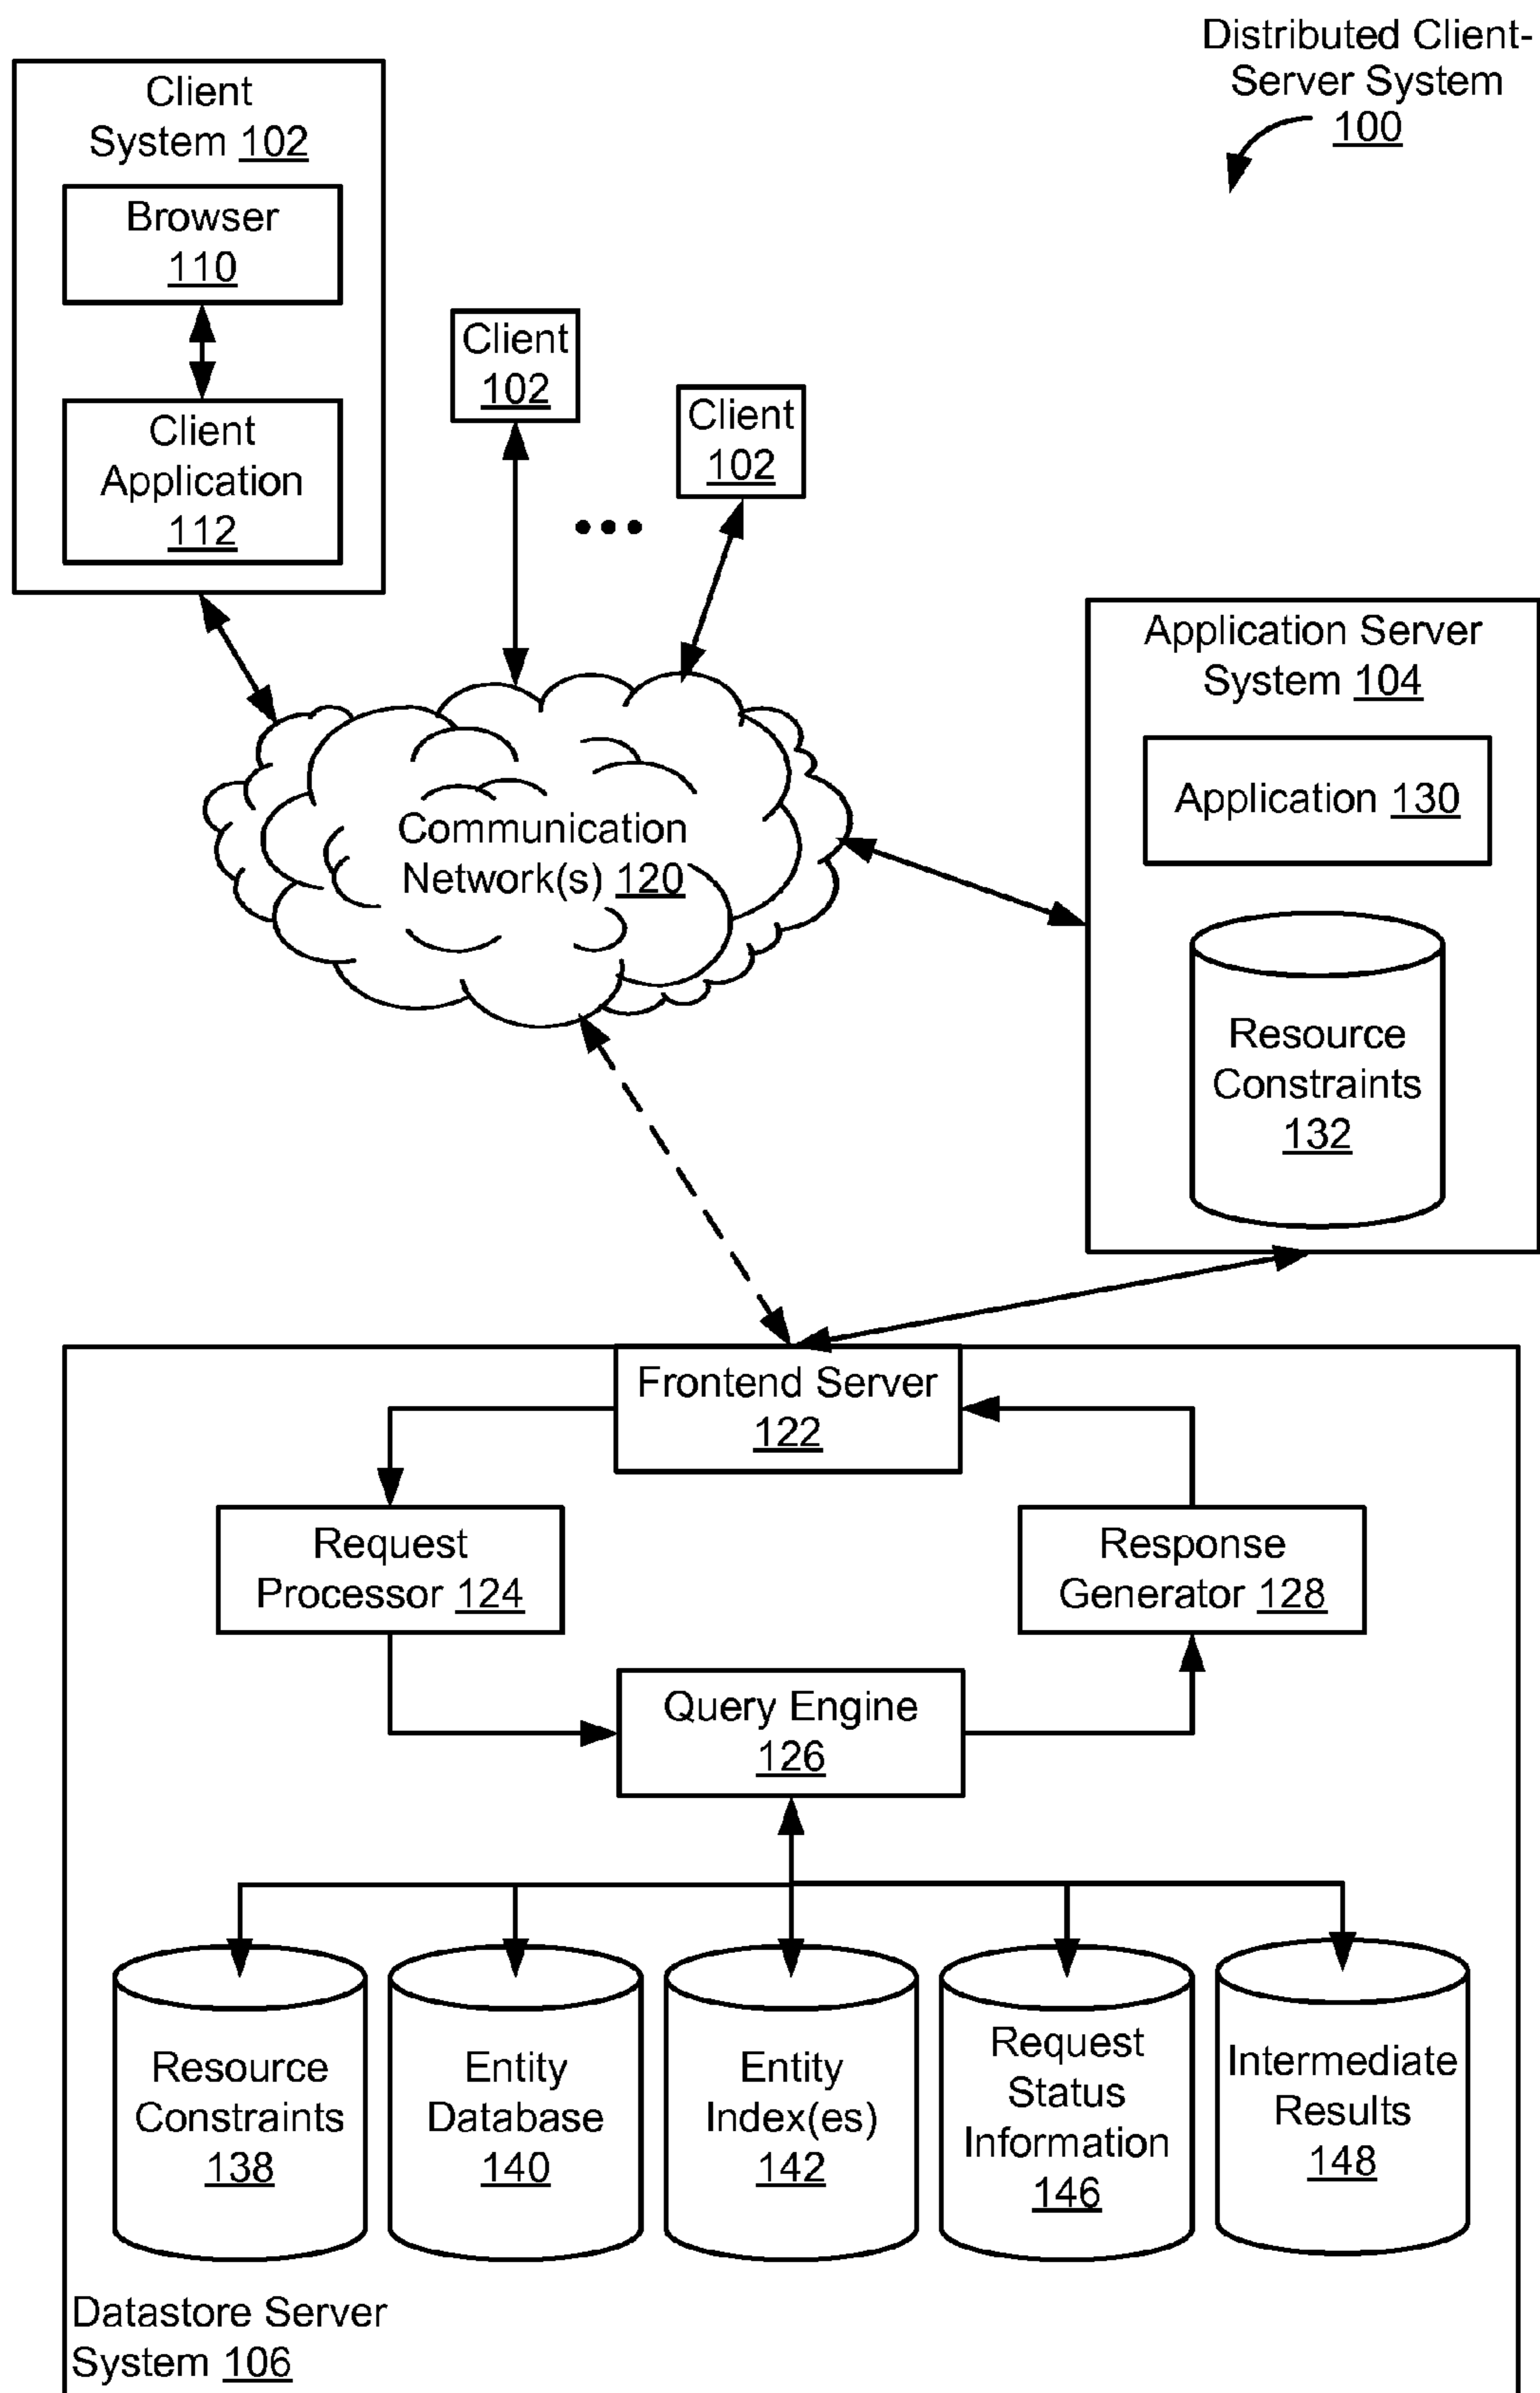 Distributed Client-
Server System
100
Client
System 102
Browser
110
Client
Application
112
Client
102
Client
102
Communication
Network(s) 120
Application Server
System 104
Application 130
Resource
Constraints
132
Frontend Server
122
Request
Processor 124
Response
Generator 128
Query Engine
126
Resource
Constraints
138
Entity
Database
140
Entity
Index(es)
142
Request
Status
Information
146
Intermediate
Results
148
Datastore Server
System 106